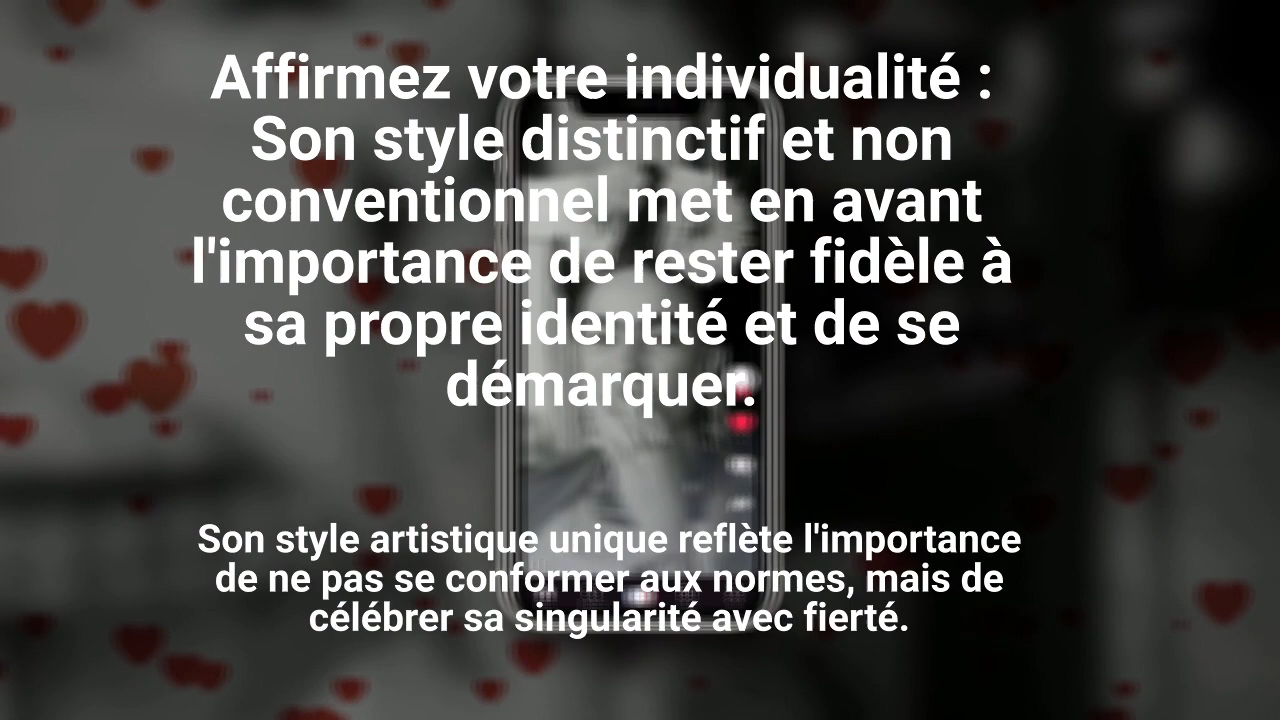 Affirmez votre individualité :
Son style distinctif et non
conventionnel met en avant
l'importance de rester fidèle à
sa propre identité et de se
démarquer.
Son style artistique unique reflète l'importance
de ne pas se conformer aux normes, mais de
célébrer sa singularité avec fierté.